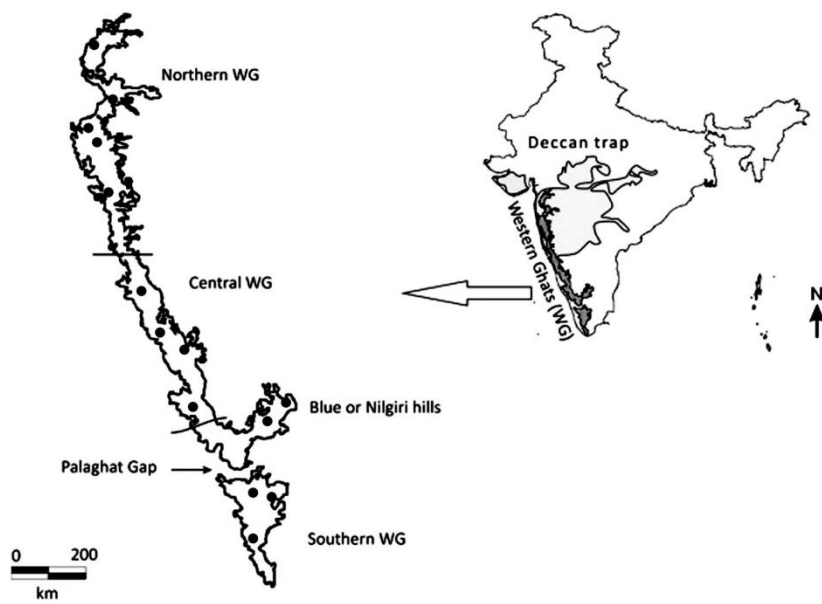 Northern WG
Central WG
Blue or Nilgiri hills
Palaghat Gap
Southern WG
0 200
km
Deccan trap
Western Ghats (WG)
N